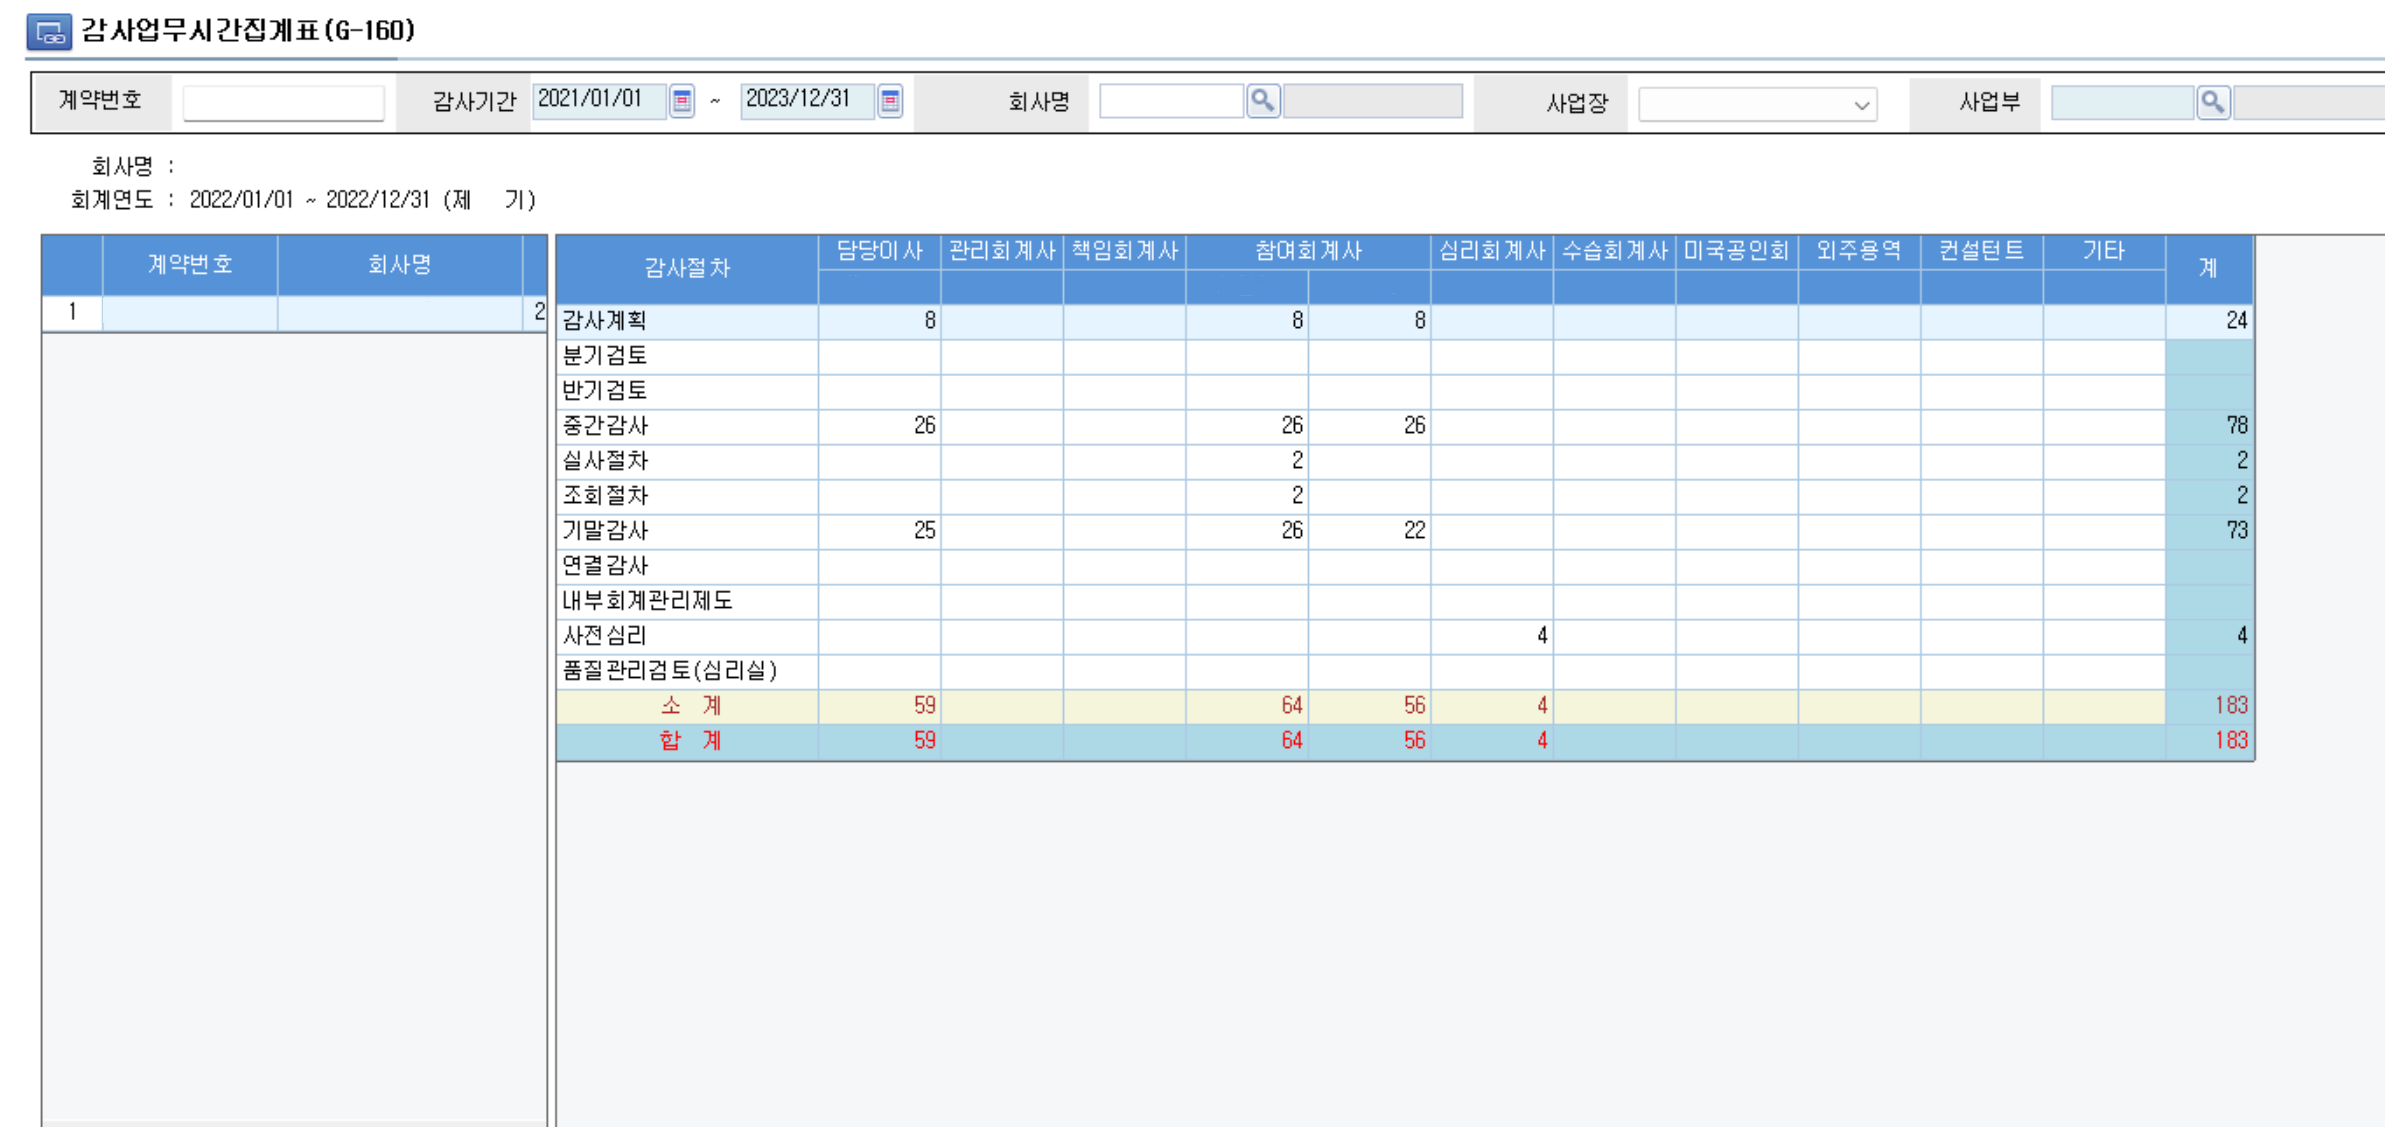 감사업무시간집계표(G-160)
계약번호 감사기간 2021/01/01 ~ 2023/12/31 회사명 사업장 사업부
회사명 :
회계연도 : 2022/01/01 ~ 2022/12/31 (제 기)
계약번호 회사명
1 2
감사절차 담당이사 관리회계사 책임회계사 참여회계사 심리회계사 수습회계사 미국공인회 외주용역 컨설턴트 기타 계
감사계획 8 8 8 24
분기검토
반기검토
중간감사 26 26 26 78
실사절차 2 2
조회절차 2 2
기말감사 25 26 22 73
연결감사
내부회계관리제도
사전심리 4 4
품질관리검토(심리실)
소 계 59 64 56 4 183
합 계 59 64 56 4 183